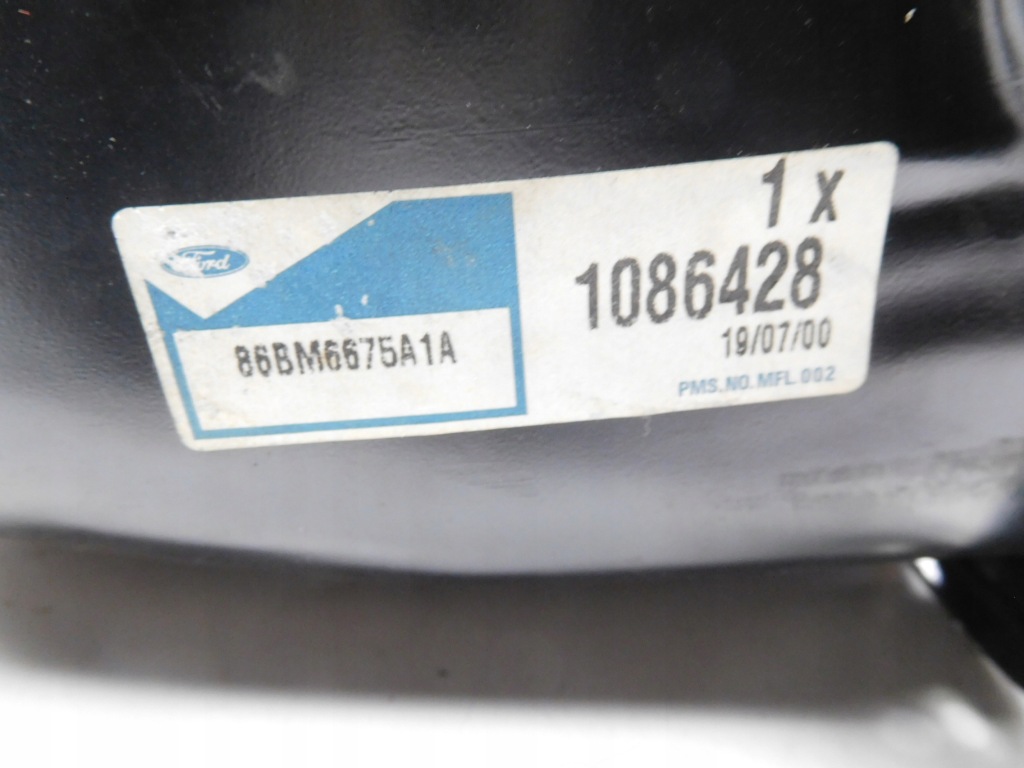 Ford
86BM6675A1A
1 X
1086428
19/07/00
PMS.NO.MFL 002